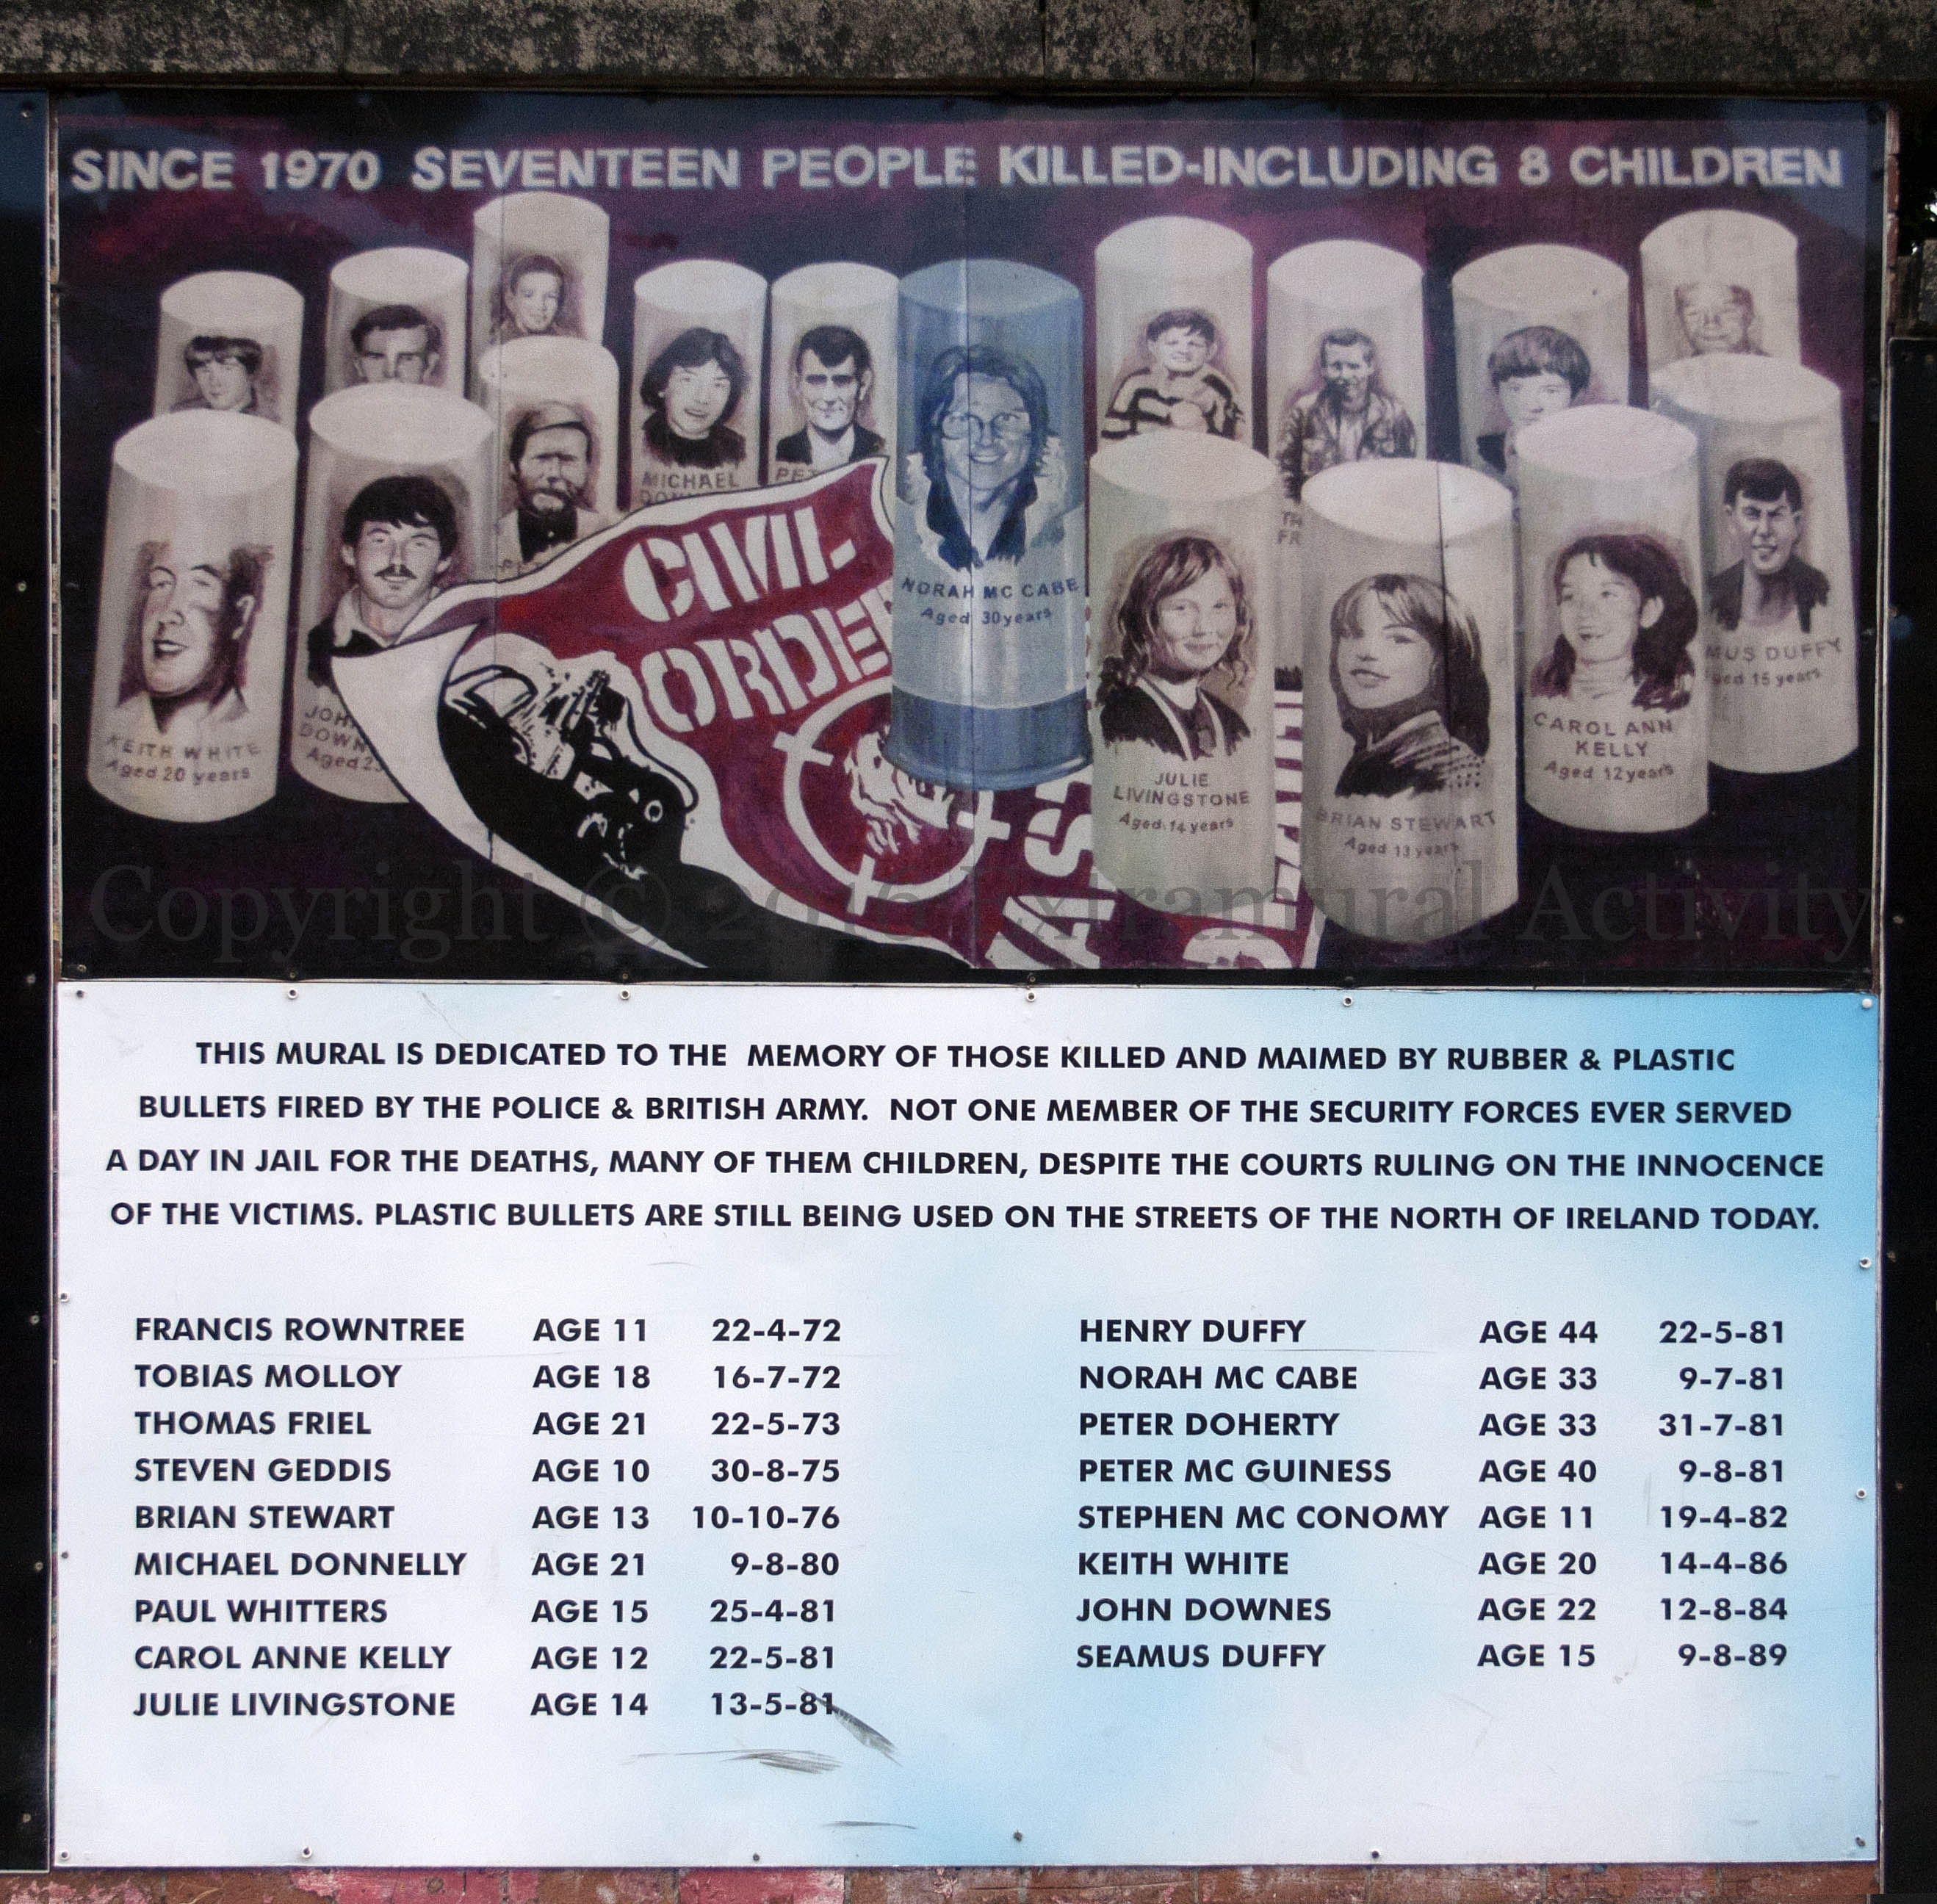 SINCE 1970 SEVENTEEN PEOPLE KILLED-INCLUDING 8 CHILDREN
MICHAEL
CIVIL
NORAH MC CABE
Aged 30 years
MUS DUFFY
aged 15 years
KEITH WHITE
Aged 20 years
JOH
DOWN
Aged 2
CAROL ANN
KELLY
Aged 12 years
JULIE
LIVINGSTONE
Aged 14 years
BRIAN STEWART
Aged 13 years
Copyright © 2016 Extramural Activity
THIS MURAL IS DEDICATED TO THE MEMORY OF THOSE KILLED AND MAIMED BY RUBBER & PLASTIC
BULLETS FIRED BY THE POLICE & BRITISH ARMY. NOT ONE MEMBER OF THE SECURITY FORCES EVER SERVED
A DAY IN JAIL FOR THE DEATHS, MANY OF THEM CHILDREN, DESPITE THE COURTS RULING ON THE INNOCENCE
OF THE VICTIMS. PLASTIC BULLETS ARE STILL BEING USED ON THE STREETS OF THE NORTH OF IRELAND TODAY.
FRANCIS ROWNTREE AGE 11 22-4-72
TOBIAS MOLLOY AGE 18 16-7-72
THOMAS FRIEL AGE 21 22-5-73
STEVEN GEDDIS AGE 10 30-8-75
BRIAN STEWART AGE 13 10-10-76
MICHAEL DONNELLY AGE 21 9-8-80
PAUL WHITTERS AGE 15 25-4-81
CAROL ANNE KELLY AGE 12 22-5-81
JULIE LIVINGSTONE AGE 14 13-5-81
HENRY DUFFY AGE 44 22-5-81
NORAH MC CABE AGE 33 9-7-81
PETER DOHERTY AGE 33 31-7-81
PETER MC GUINESS AGE 40 9-8-81
STEPHEN MC CONOMY AGE 11 19-4-82
KEITH WHITE AGE 20 14-4-86
JOHN DOWNES AGE 22 12-8-84
SEAMUS DUFFY AGE 15 9-8-89